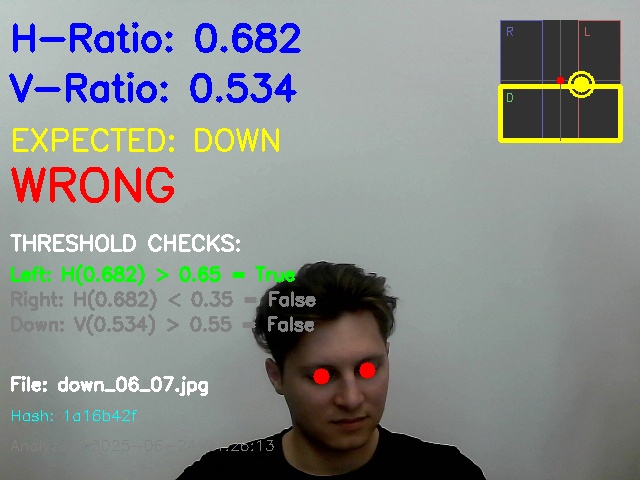 H-Ratio: 0.682
V-Ratio: 0.534
R
L
D
EXPECTED: DOWN
WRONG
THRESHOLD CHECKS:
Left: H(0.682) > 0.65 = True
Right: H(0.682) < 0.35 = False
Down: V(0.534) > 0.55 = False
File: down_06_07.jpg
Hash: 1a16b42f